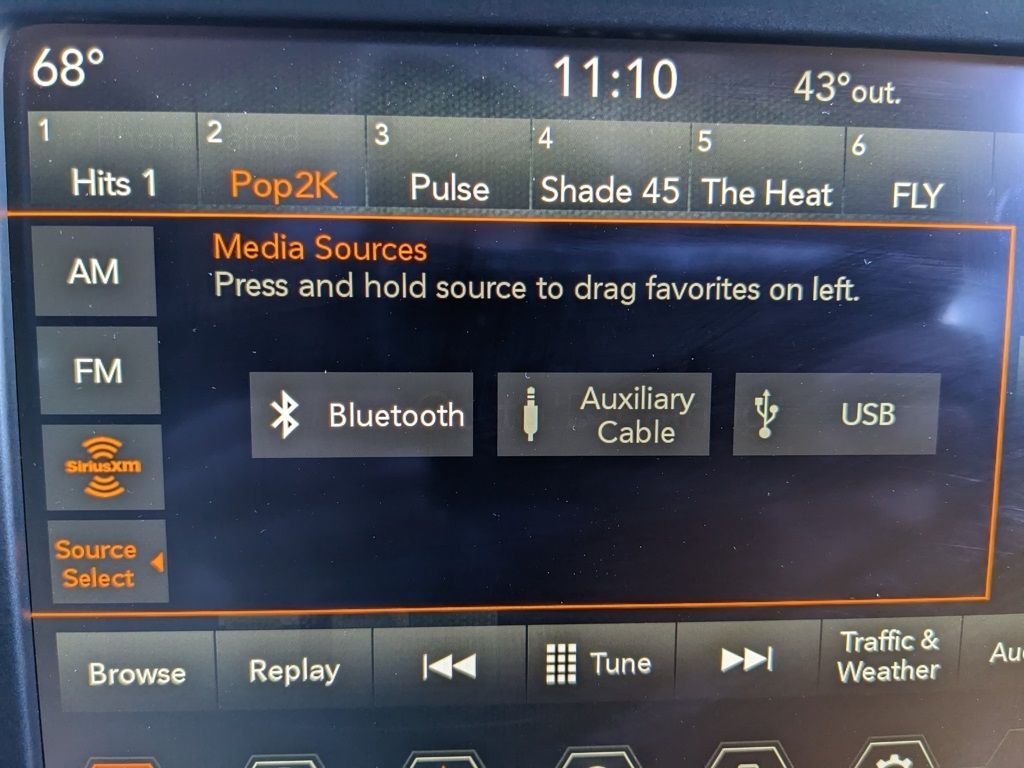 68°
11:10
43°out.
1
Hits 1
2
Pop2K
3
Pulse
4
Shade 45
5
The Heat
6
FLY
AM
FM
SiriusXM
Source
Select
Media Sources
Press and hold source to drag favorites on left.
Bluetooth
Auxiliary
Cable
USB
Browse
Replay
Tune
Traffic &
Weather